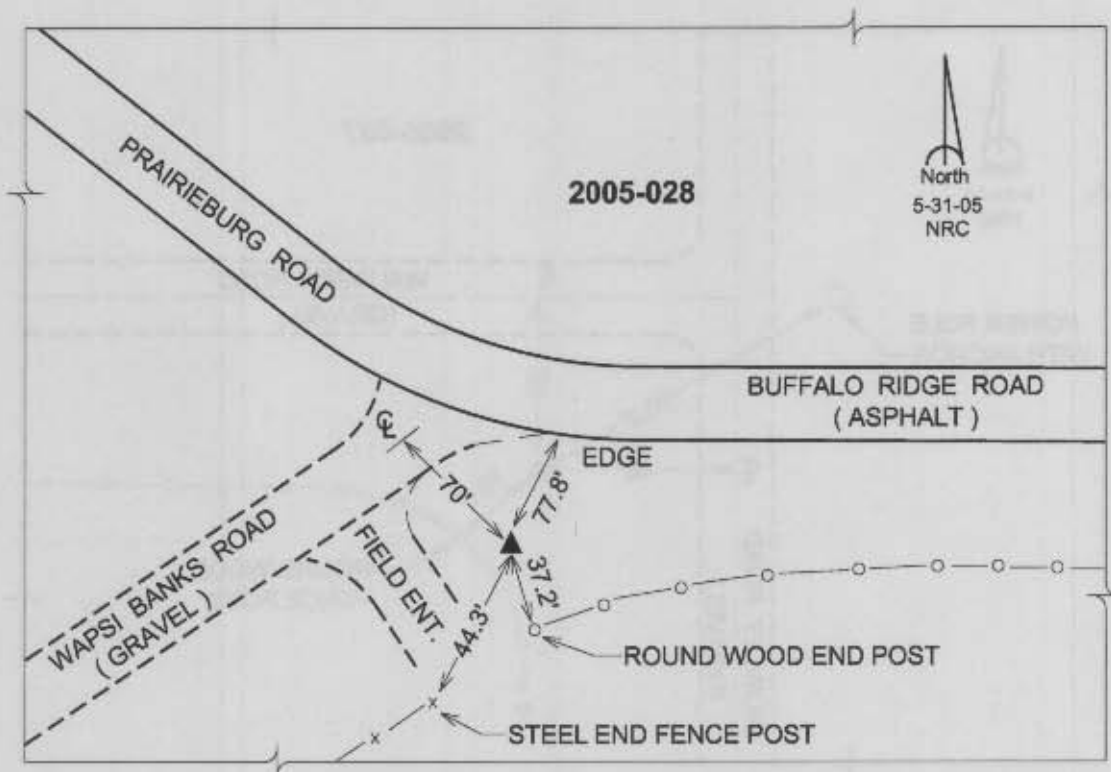 PRAIRIEBURG ROAD
2005-028
North
5-31-05
NRC
BUFFALO RIDGE ROAD
( ASPHALT )
EDGE
℄
70'
77.8'
WAPSI BANKS ROAD
( GRAVEL )
FIELD ENT.
37.2'
44.3'
ROUND WOOD END POST
STEEL END FENCE POST